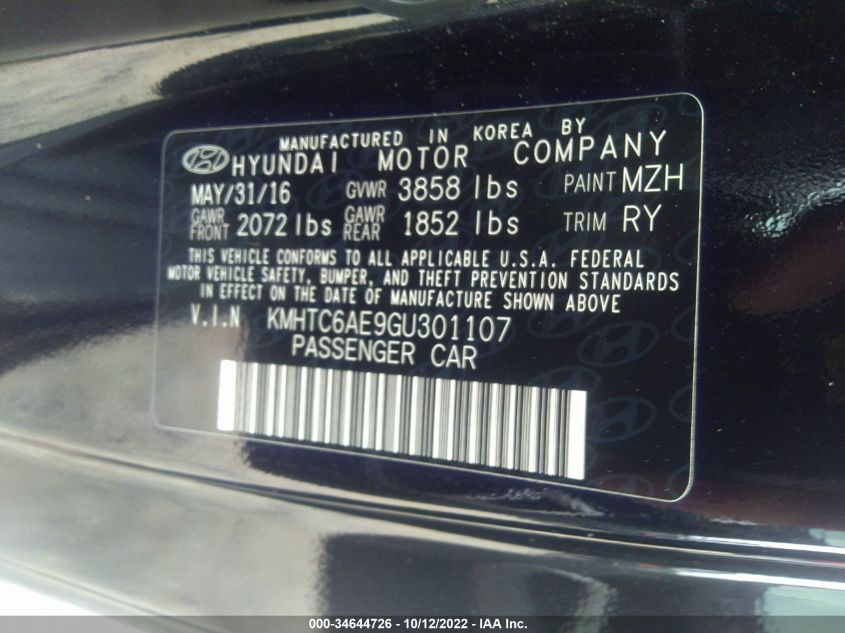 MANUFACTURED IN KOREA BY
HYUNDAI MOTOR COMPANY
MAY/31/16 GVWR 3858 lbs PAINT MZH
GAWR FRONT 2072 lbs GAWR REAR 1852 lbs TRIM RY
THIS VEHICLE CONFORMS TO ALL APPLICABLE U.S.A. FEDERAL
MOTOR VEHICLE SAFETY, BUMPER, AND THEFT PREVENTION STANDARDS
IN EFFECT ON THE DATE OF MANUFACTURE SHOWN ABOVE
V.I.N KMHTC6AE9GU301107
PASSENGER CAR
000-34644726 - 10/12/2022 - IAA Inc.